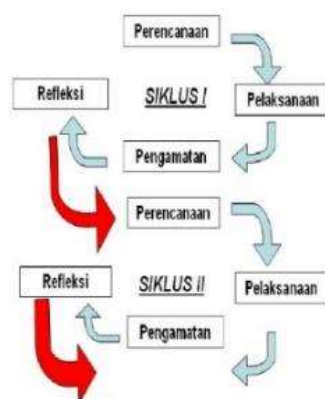 Perencanaan
Refleksi
SIKLUS I
Pelaksanaan
Pengamatan
Perencanaan
Refleksi
SIKLUS II
Pelaksanaan
Pengamatan